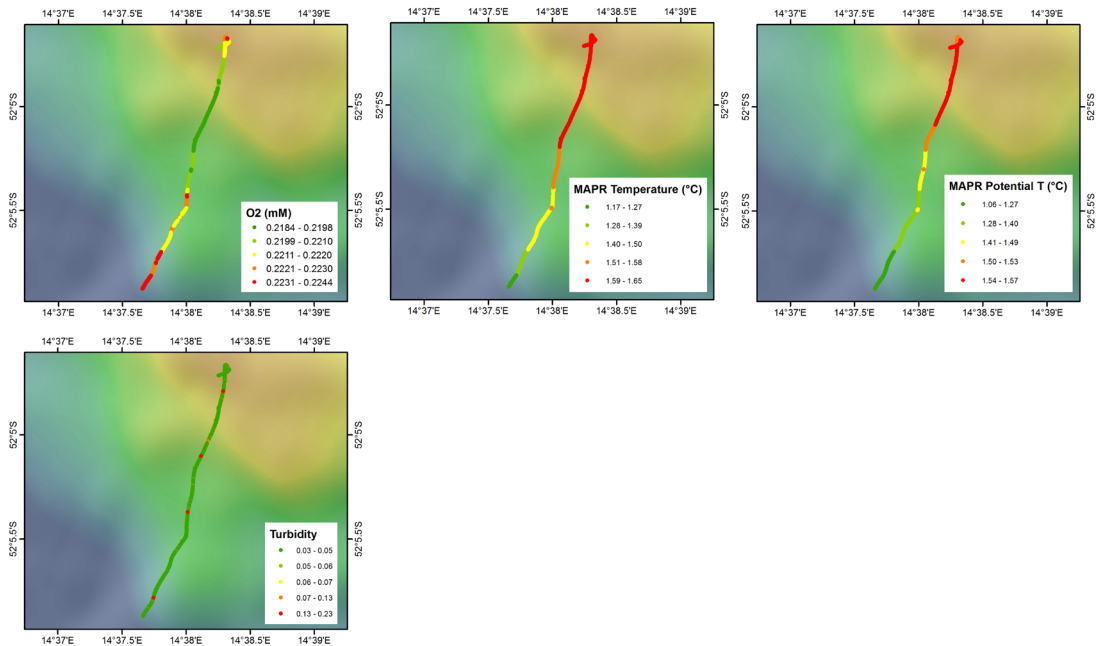 14°37'E 14°37.5'E 14°38'E 14°38.5'E 14°39'E
52°5'S 52°5'S
52°5.5'S 52°5.5'S
O2 (mM)
0.2184 - 0.2198
0.2199 - 0.2210
0.2211 - 0.2220
0.2221 - 0.2230
0.2231 - 0.2244
14°37'E 14°37.5'E 14°38'E 14°38.5'E 14°39'E
14°37'E 14°37.5'E 14°38'E 14°38.5'E 14°39'E
52°5'S 52°5'S
52°5.5'S 52°5.5'S
MAPR Temperature (°C)
1.17 - 1.27
1.28 - 1.39
1.40 - 1.50
1.51 - 1.58
1.59 - 1.65
14°37'E 14°37.5'E 14°38'E 14°38.5'E 14°39'E
14°37'E 14°37.5'E 14°38'E 14°38.5'E 14°39'E
52°5'S 52°5'S
52°5.5'S 52°5.5'S
MAPR Potential T (°C)
1.06 - 1.27
1.28 - 1.40
1.41 - 1.49
1.50 - 1.53
1.54 - 1.57
14°37'E 14°37.5'E 14°38'E 14°38.5'E 14°39'E
14°37'E 14°37.5'E 14°38'E 14°38.5'E 14°39'E
52°5'S 52°5'S
52°5.5'S 52°5.5'S
Turbidity
0.03 - 0.05
0.05 - 0.06
0.06 - 0.07
0.07 - 0.13
0.13 - 0.23
14°37'E 14°37.5'E 14°38'E 14°38.5'E 14°39'E